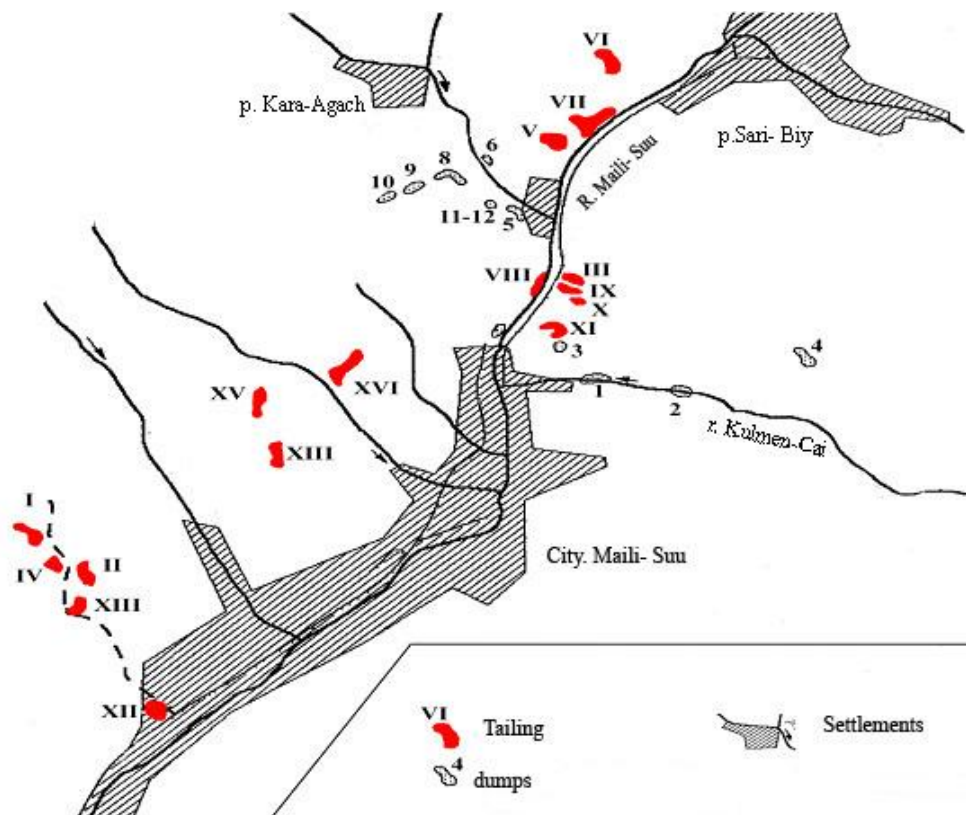 VI
p. Kara-Agach
VII
V
p.Sari- Biy
6
R. Maili- Suu
8
9
10
11-12
5
VIII
III
IX
X
XI
3
4
XVI
XV
1
2
r. Kulmen-Cai
XIII
I
IV
II
City. Maili- Suu
XIII
XII
VI
Tailing
Settlements
4
dumps